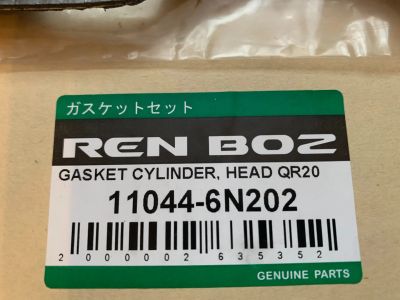 ガスケットセット
REN BOZ
GASKET CYLINDER, HEAD QR20
11044-6N202
2000002635352
GENUINE PARTS